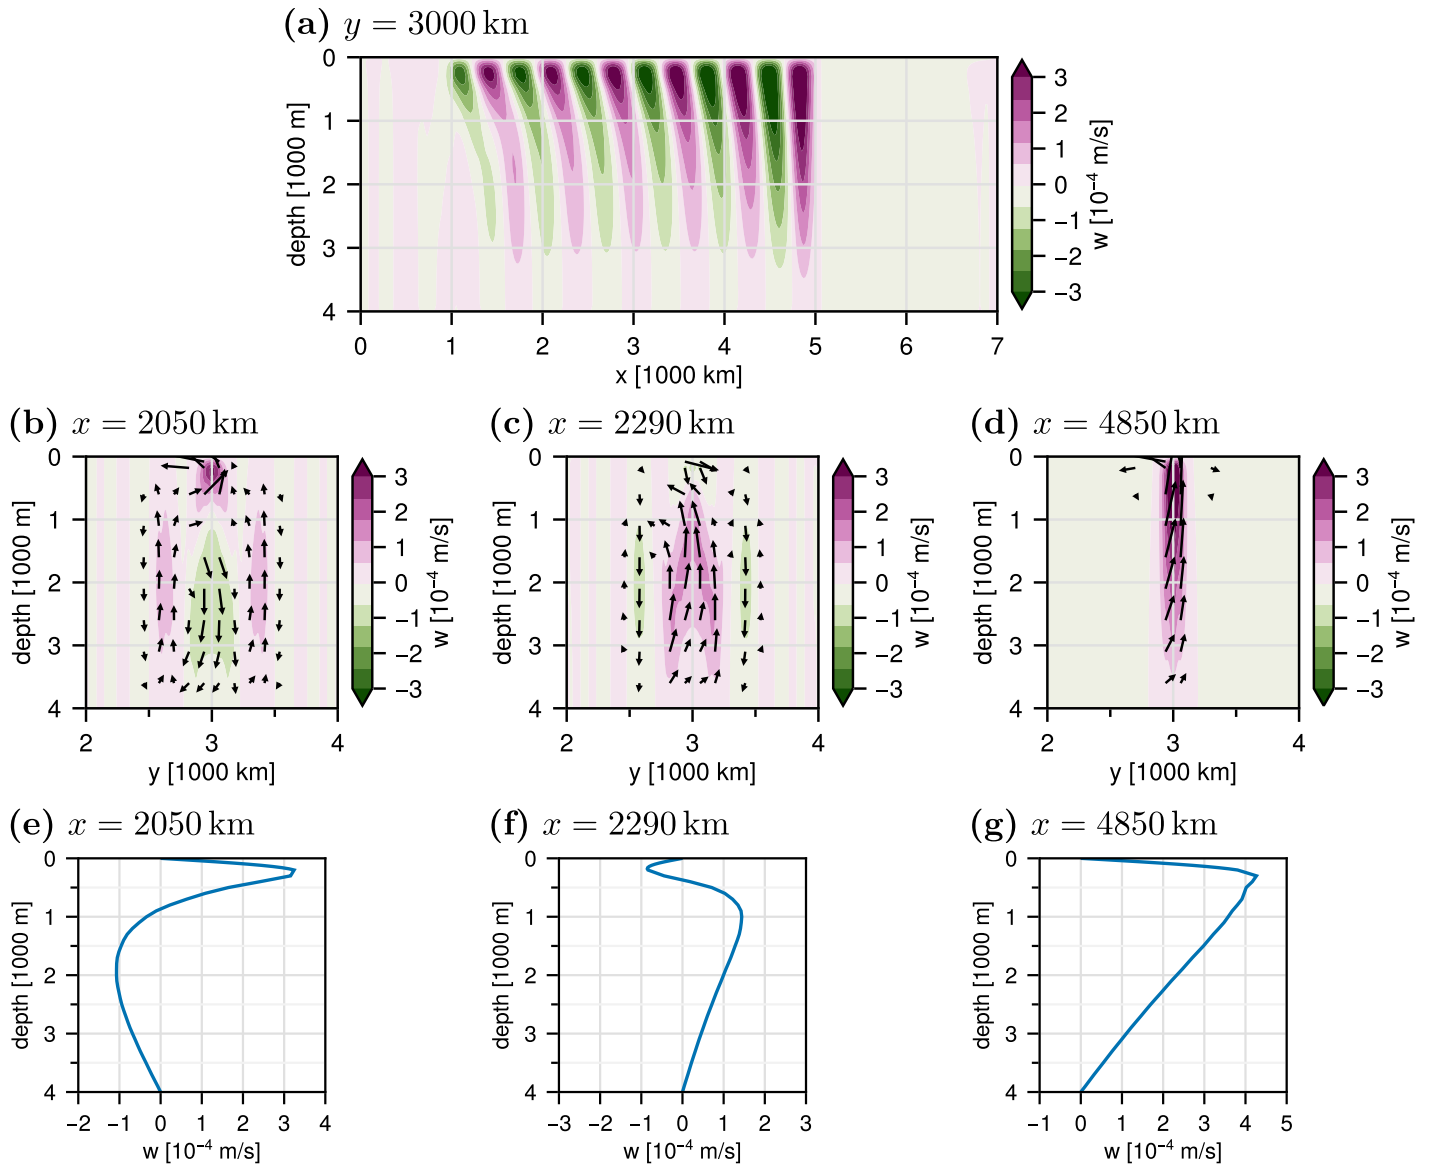 (a) y = 3000 km
0
1
2
3
4
depth [1000 m]
0 1 2 3 4 5 6 7
x [1000 km]
3
2
1
0
−1
−2
−3
w [10⁻⁴ m/s]
(b) x = 2050 km
0
1
2
3
4
depth [1000 m]
2 3 4
y [1000 km]
3
2
1
0
−1
−2
−3
w [10⁻⁴ m/s]
(c) x = 2290 km
0
1
2
3
4
depth [1000 m]
2 3 4
y [1000 km]
3
2
1
0
−1
−2
−3
w [10⁻⁴ m/s]
(d) x = 4850 km
0
1
2
3
4
depth [1000 m]
2 3 4
y [1000 km]
3
2
1
0
−1
−2
−3
w [10⁻⁴ m/s]
(e) x = 2050 km
0
1
2
3
4
depth [1000 m]
−2 −1 0 1 2 3 4
w [10⁻⁴ m/s]
(f) x = 2290 km
0
1
2
3
4
depth [1000 m]
−3 −2 −1 0 1 2 3
w [10⁻⁴ m/s]
(g) x = 4850 km
0
1
2
3
4
depth [1000 m]
−1 0 1 2 3 4 5
w [10⁻⁴ m/s]